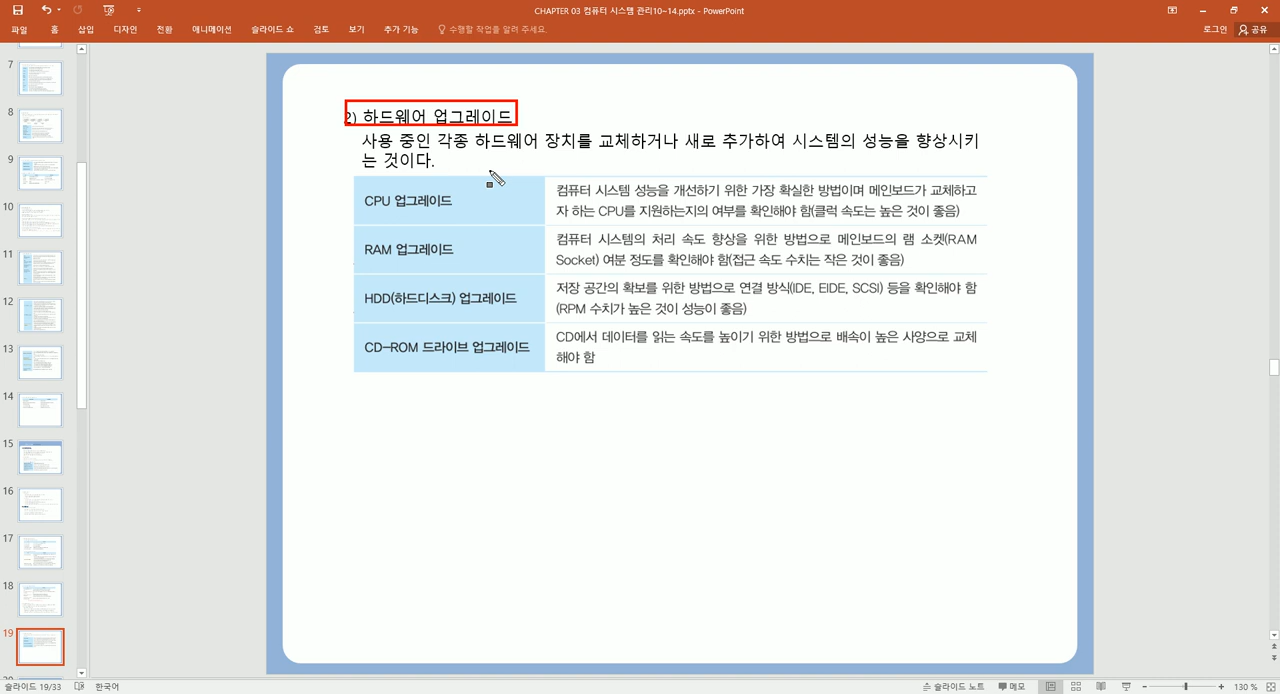 CHAPTER 03 컴퓨터 시스템 관리10~14.pptx - PowerPoint
파일 홈 삽입 디자인 전환 애니메이션 슬라이드 쇼 검토 보기 추가 기능 수행할 작업을 알려 주세요. 로그인 공유
7
8
9
10
11
12
13
14
15
16
17
18
19
2) 하드웨어 업그레이드
사용 중인 각종 하드웨어 장치를 교체하거나 새로 추가하여 시스템의 성능을 향상시키
는 것이다.
CPU 업그레이드
컴퓨터 시스템 성능을 개선하기 위한 가장 확실한 방법이며 메인보드가 교체하고
자 하는 CPU를 지원하는지의 여부를 확인해야 함(클럭 속도는 높은 것이 좋음)
RAM 업그레이드
컴퓨터 시스템의 처리 속도 향상을 위한 방법으로 메인보드의 램 소켓(RAM
Socket) 여분 정도를 확인해야 함(접근 속도 수치는 작은 것이 좋음)
HDD(하드디스크) 업그레이드
저장 공간의 확보를 위한 방법으로 연결 방식(IDE, EIDE, SCSI) 등을 확인해야 함
(RPM 수치가 높은 것이 성능이 좋음)
CD-ROM 드라이브 업그레이드
CD에서 데이터를 읽는 속도를 높이기 위한 방법으로 배속이 높은 사양으로 교체
해야 함
슬라이드 19/33 한국어 슬라이드 노트 메모 130 %